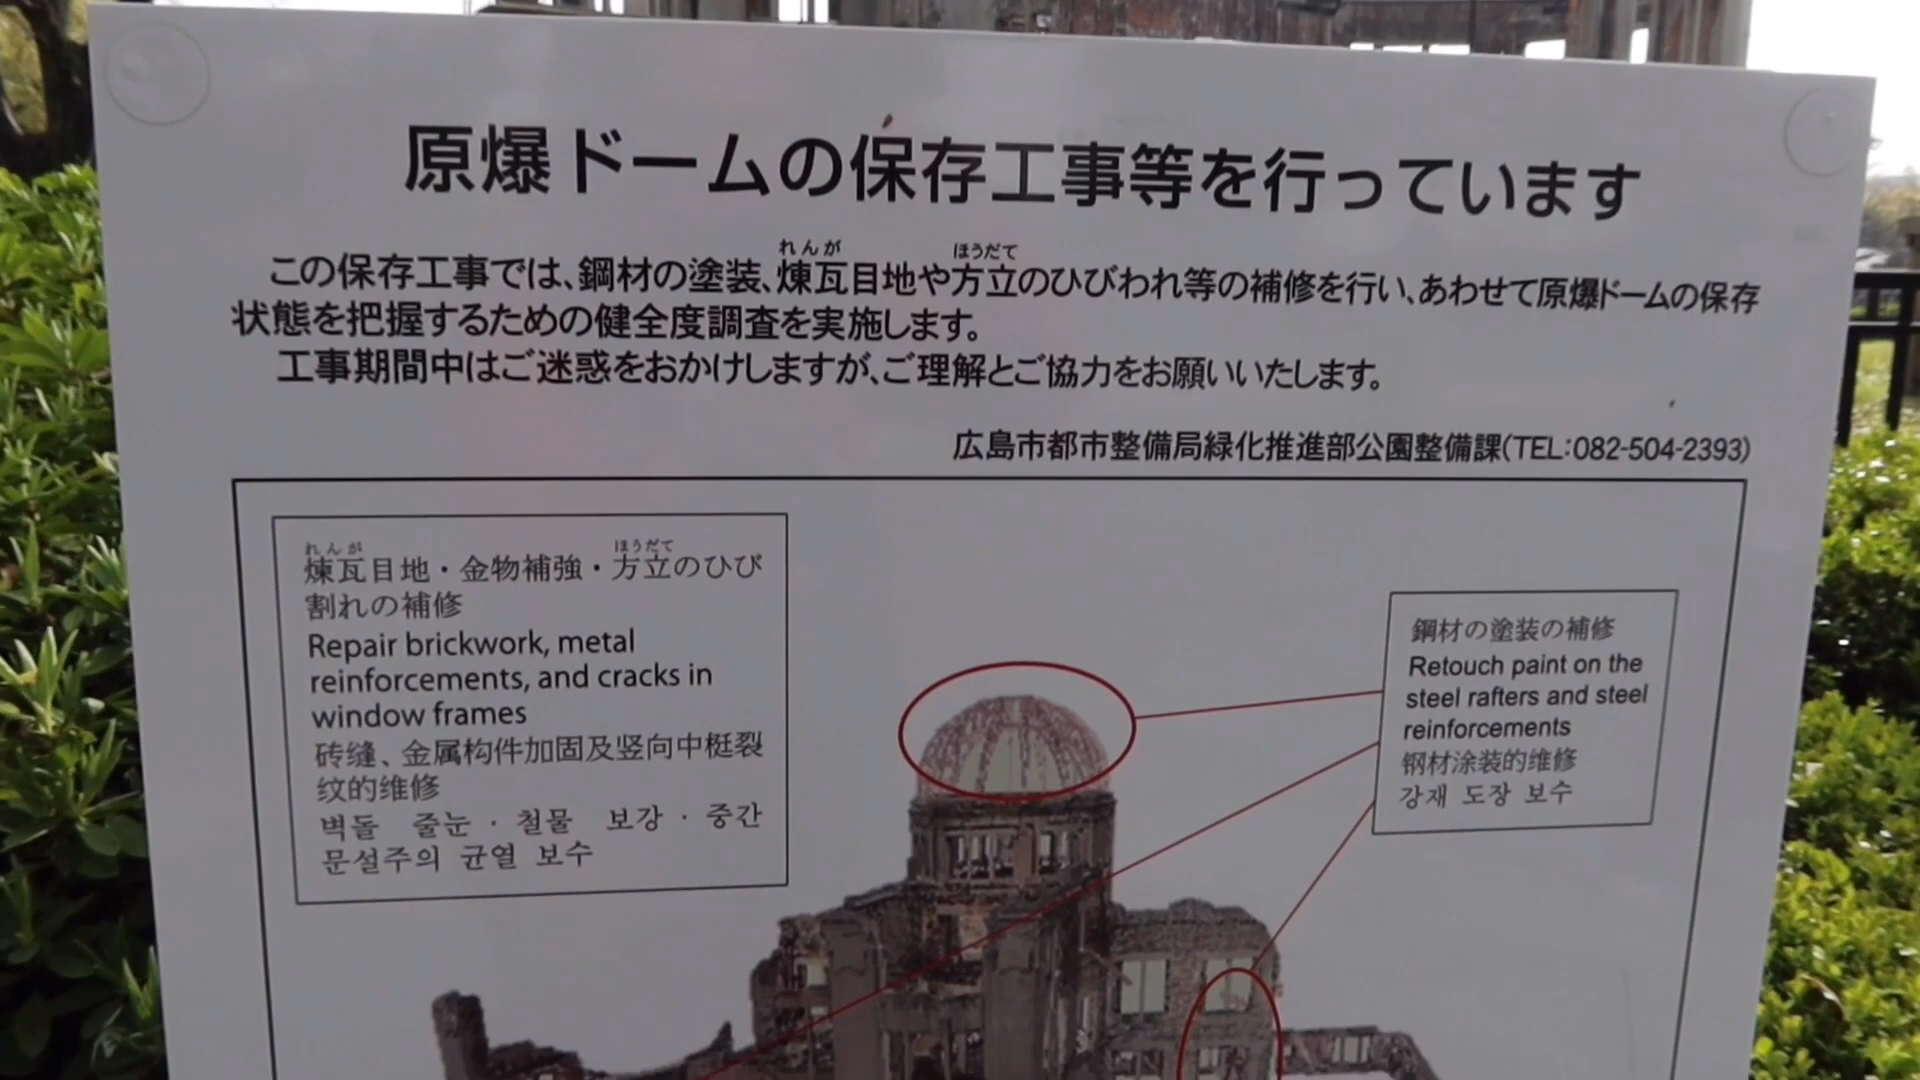 原爆ドームの保存工事等を行っています
この保存工事では、鋼材の塗装、煉瓦目地や方立のひびわれ等の補修を行い、あわせて原爆ドームの保存
れんが
ほうだて
状態を把握するための健全度調査を実施します。
工事期間中はご迷惑をおかけしますが、ご理解とご協力をお願いいたします。
広島市都市整備局緑化推進部公園整備課(TEL:082-504-2393)
れんが
ほうだて
煉瓦目地・金物補強・方立のひび
割れの補修
Repair brickwork, metal
reinforcements, and cracks in
window frames
砖缝、金属构件加固及竖向中梃裂
纹的维修
벽돌 줄눈 · 철물 보강 · 중간
문설주의 균열 보수
鋼材の塗装の補修
Retouch paint on the
steel rafters and steel
reinforcements
钢材涂装的维修
강재 도장 보수